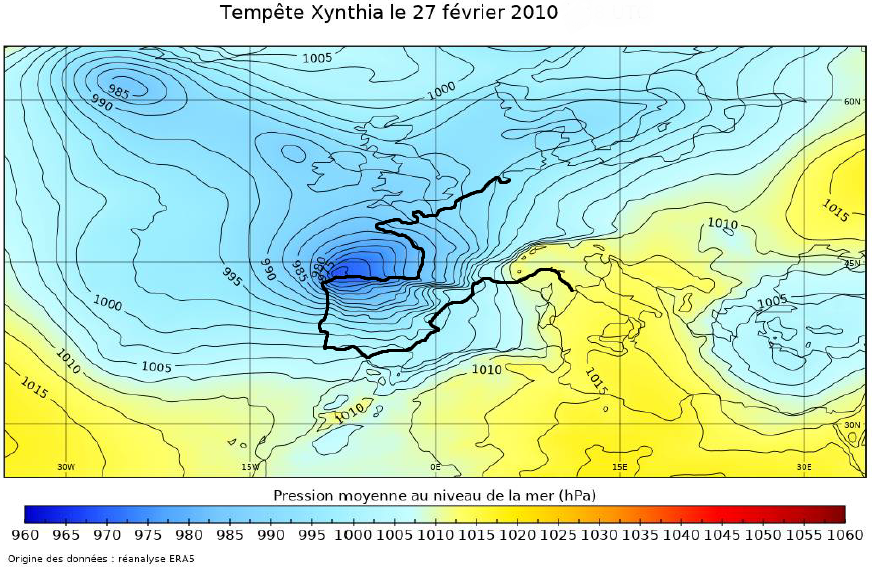 Tempête Xynthia le 27 février 2010
1005
985
990
1000
60N
1015
1010
980
45N
985
990
995
1005
1000
1005
1010
1010
1015
1015
1010
30N
30W
15W
0E
15E
30E
Pression moyenne au niveau de la mer (hPa)
960 965 970 975 980 985 990 995 1000 1005 1010 1015 1020 1025 1030 1035 1040 1045 1050 1055 1060
Origine des données : réanalyse ERA5